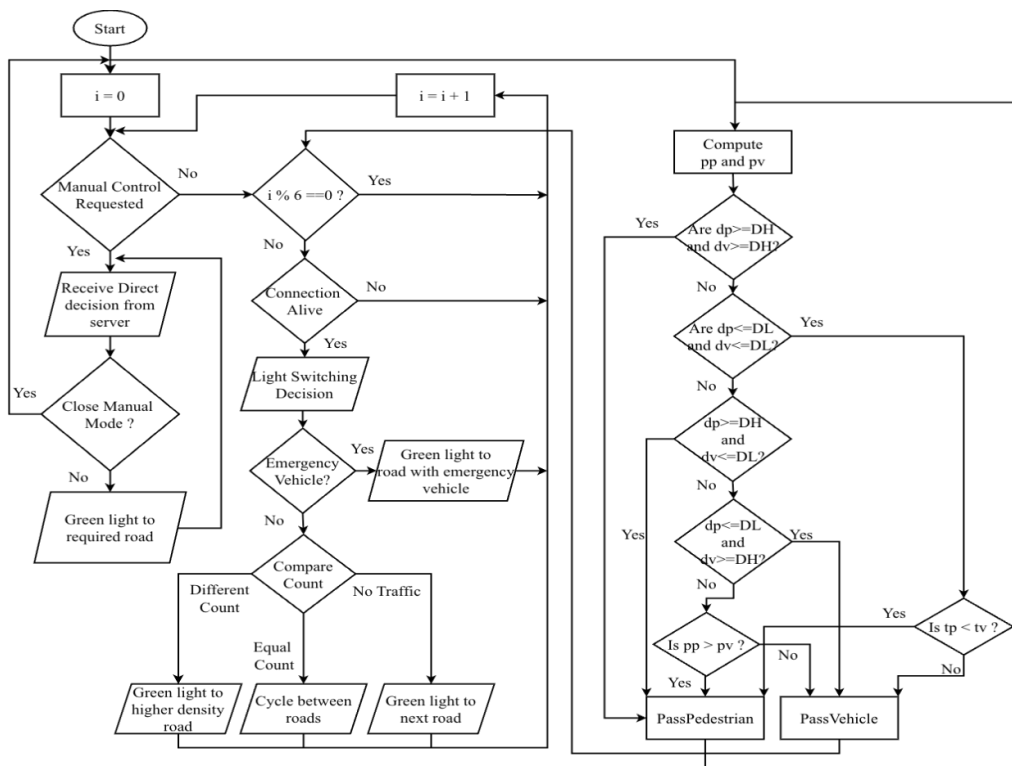 Start
i = 0
i = i + 1
Manual Control
Requested
No
Yes
i % 6 ==0 ?
Yes
No
Receive Direct
decision from
server
Connection
Alive
No
Yes
Yes
Close Manual
Mode ?
No
Light Switching
Decision
Green light to
required road
Emergency
Vehicle?
Yes
No
Green light to
road with emergency
vehicle
Compare
Count
Different
Count
Equal
Count
No Traffic
Green light to
higher density
road
Cycle between
roads
Green light to
next road
Compute
pp and pv
Are dp>=DH
and dv>=DH?
Yes
No
Are dp<=DL
and dv<=DL?
Yes
No
dp>=DH
and
dv<=DL?
Yes
No
dp<=DL
and
dv>=DH?
Yes
No
Is pp > pv ?
No
Yes
Is tp < tv ?
Yes
No
PassPedestrian
PassVehicle